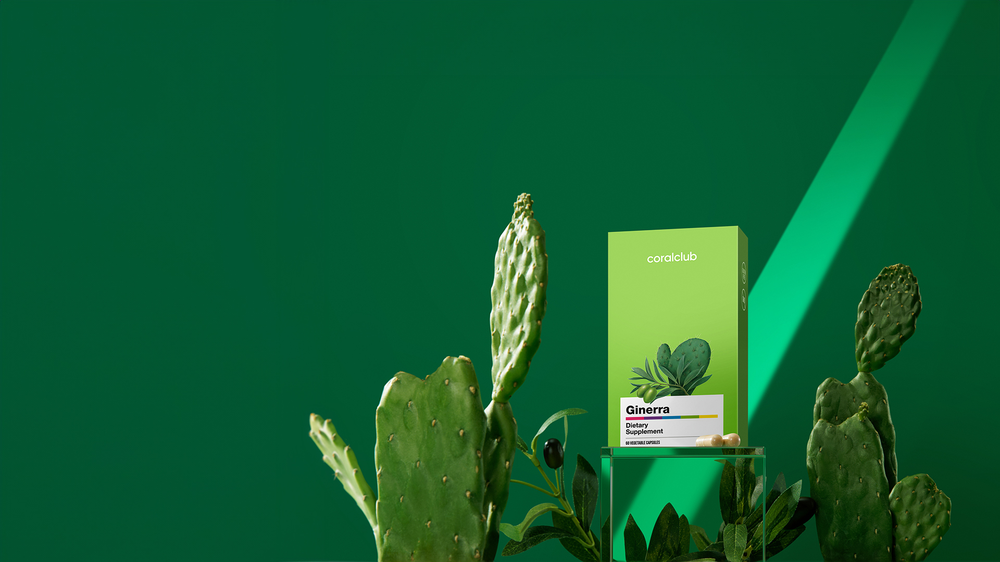 coralclub
Ginerra
Dietary
Supplement
60 VEGETABLE CAPSULES